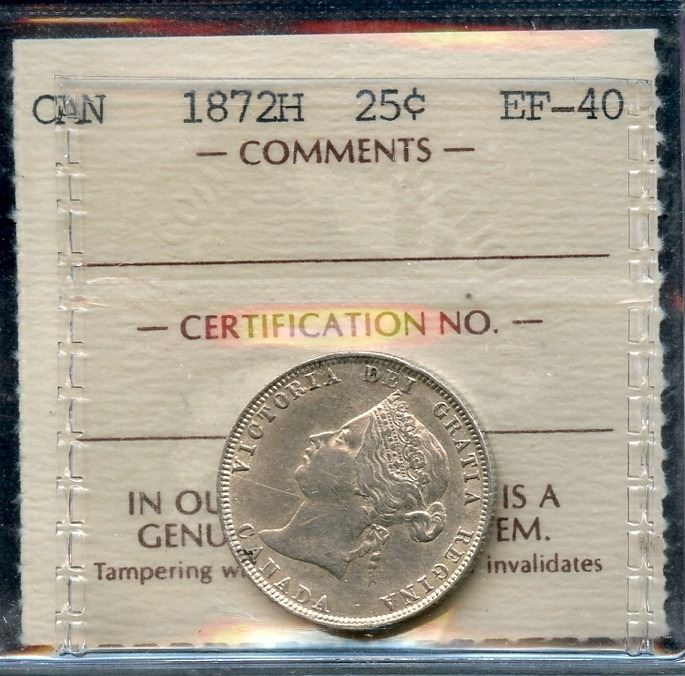 CAN 1872H 25¢ EF-40
— COMMENTS —
— CERTIFICATION NO. —
VICTORIA DEI GRATIA REGINA
CANADA
IN OU IS A
GENU EM.
Tampering w invalidates